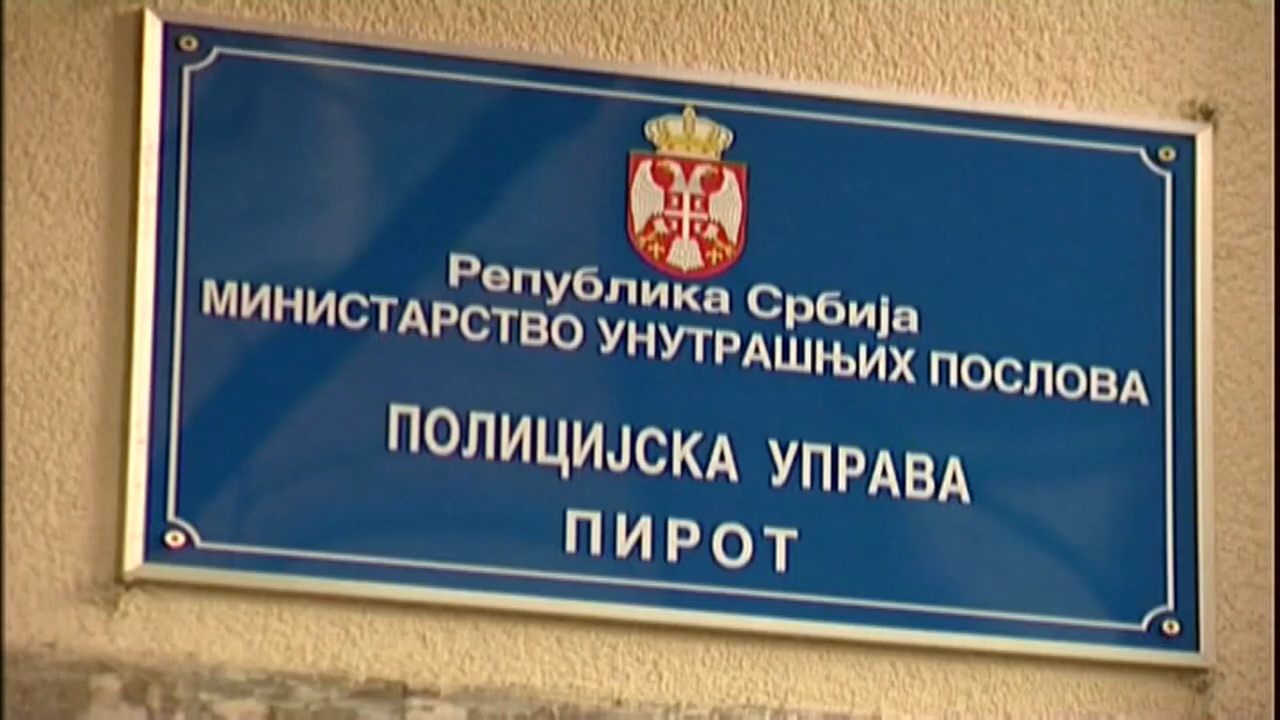 Република Србија
МИНИСТАРСТВО УНУТРАШЊИХ ПОСЛОВА
ПОЛИЦИЈСКА УПРАВА
ПИРОТ